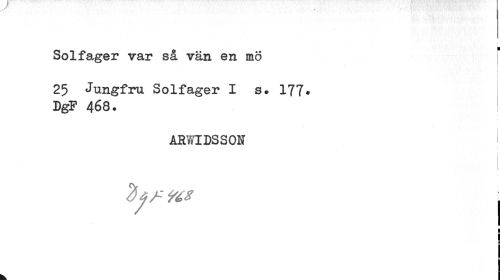 Solfager var så vän en mö
25 Jungfru Solfager I s. 177.
DgF 468.
ARWIDSSON
DgF 468